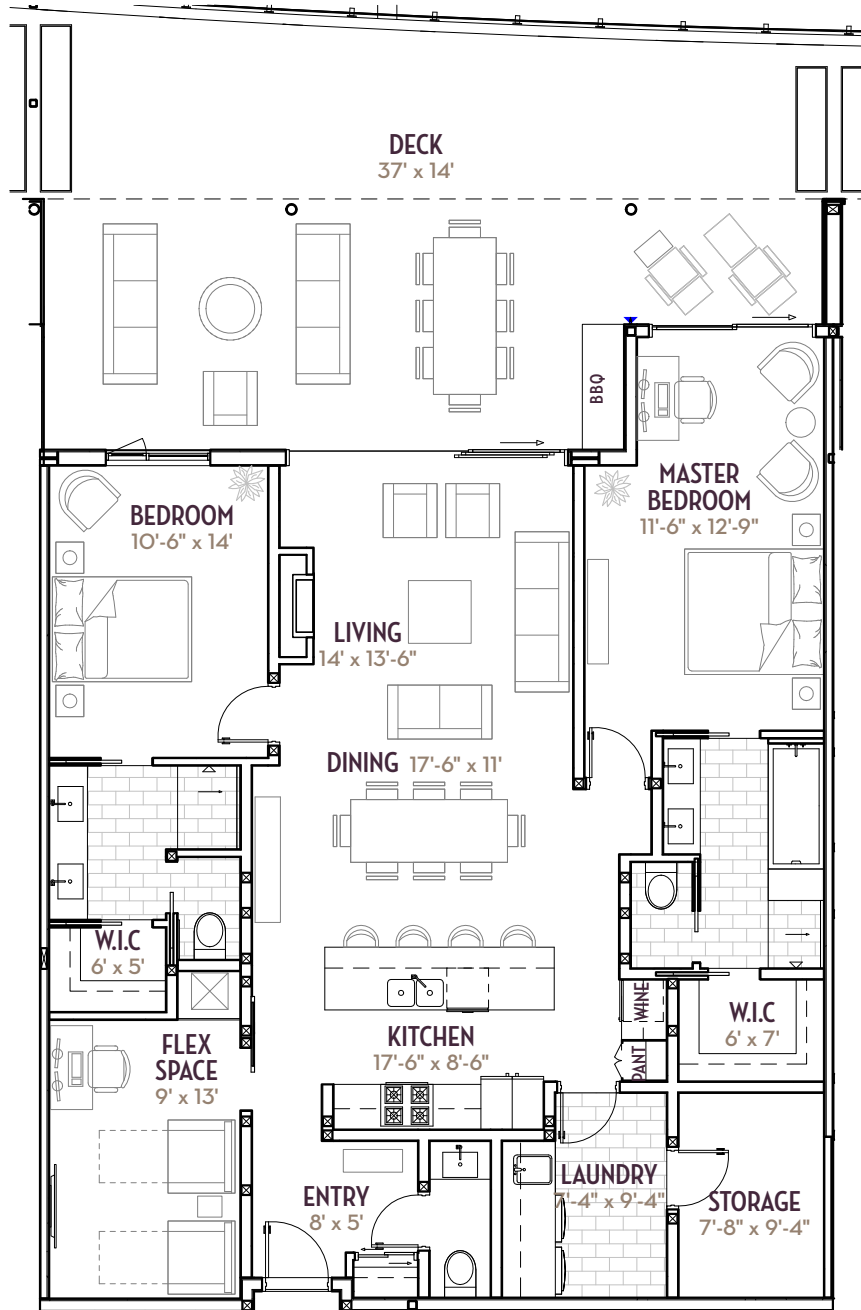 DECK
37' x 14'
BBQ
BEDROOM
10'-6" x 14'
MASTER
BEDROOM
11'-6" x 12'-9"
LIVING
14' x 13'-6"
DINING 17'-6" x 11'
W.I.C
6' x 5'
WINE
W.I.C
6' x 7'
KITCHEN
17'-6" x 8'-6"
PANT
FLEX
SPACE
9' x 13'
ENTRY
8' x 5'
LAUNDRY
7'-4" x 9'-4"
STORAGE
7'-8" x 9'-4"